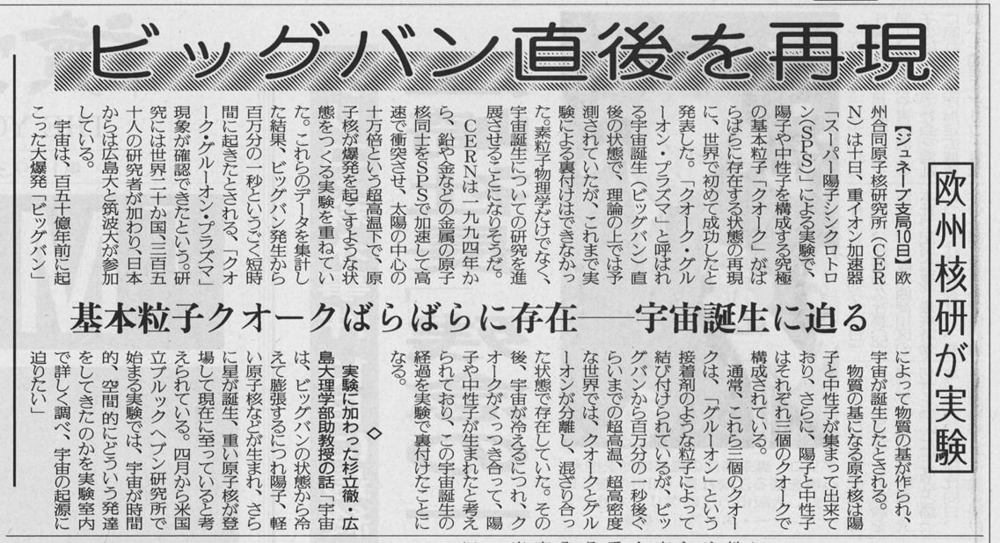 ビッグバン直後を再現
欧州核研が実験
【ジュネーブ支局10日】欧
州合同原子核研究所（CER
N）は十日、重イオン加速器
「スーパー陽子シンクロトロ
ン（SPS）」による実験で、
陽子や中性子を構成する究極
の基本粒子「クオーク」がば
らばらに存在する状態の再現
に、世界で初めて成功したと
発表した。「クオーク・グル
ーオン・プラズマ」と呼ばれ
る宇宙誕生（ビッグバン）直
後の状態で、理論の上では予
測されていたが、これまで実
験による裏付けはできなかっ
た。素粒子物理学だけでなく、
宇宙誕生についての研究を進
展させることになりそうだ。
CERNは一九九四年か
ら、鉛や金などの金属の原子
核同士をSPSで加速して高
速で衝突させ、太陽の中心の
十万倍という超高温下で、原
子核が爆発を起こすような状
態をつくる実験を重ねてい
た。これらのデータを集計し
た結果、ビッグバン発生から
百万分の一秒というごく短時
間に起きたとされる、「クオ
ーク・グルーオン・プラズマ」
現象が確認できたという。研
究には世界二十か国、三百五
十人の研究者が加わり、日本
からは広島大と筑波大が参加
している。
宇宙は、百五十億年前に起
こった大爆発「ビッグバン」
基本粒子クオークばらばらに存在――宇宙誕生に迫る
によって物質の基が作られ、
宇宙が誕生したとされる。
物質の基になる原子核は陽
子と中性子が集まって出来て
おり、さらに、陽子と中性子
はそれぞれ三個のクオークで
構成されている。
通常、これら三個のクオー
クは、「グルーオン」という
接着剤のような粒子によって
結び付けられているが、ビッ
グバンから百万分の一秒後ぐ
らいまでの超高温、超高密度
な世界では、クオークとグル
ーオンが分離し、混ざり合っ
た状態で存在していた。その
後、宇宙が冷えるにつれ、ク
オークがくっつき合って、陽
子や中性子が生まれたと考え
られており、この宇宙誕生の
経過を実験で裏付けたことに
なる。
◇
実験に加わった杉立徹・広
島大理学部助教授の話「宇宙
は、ビッグバンの状態から冷
えて膨張するにつれ陽子、軽
い原子核などが生まれ、さら
に星が誕生、重い原子核が登
場して現在に至っていると考
えられている。四月から米国
立ブルックヘブン研究所で
始まる実験では、宇宙が時間
的、空間的にどういう発達
をしてきたのかを実験室内
で詳しく調べ、宇宙の起源に
迫りたい」